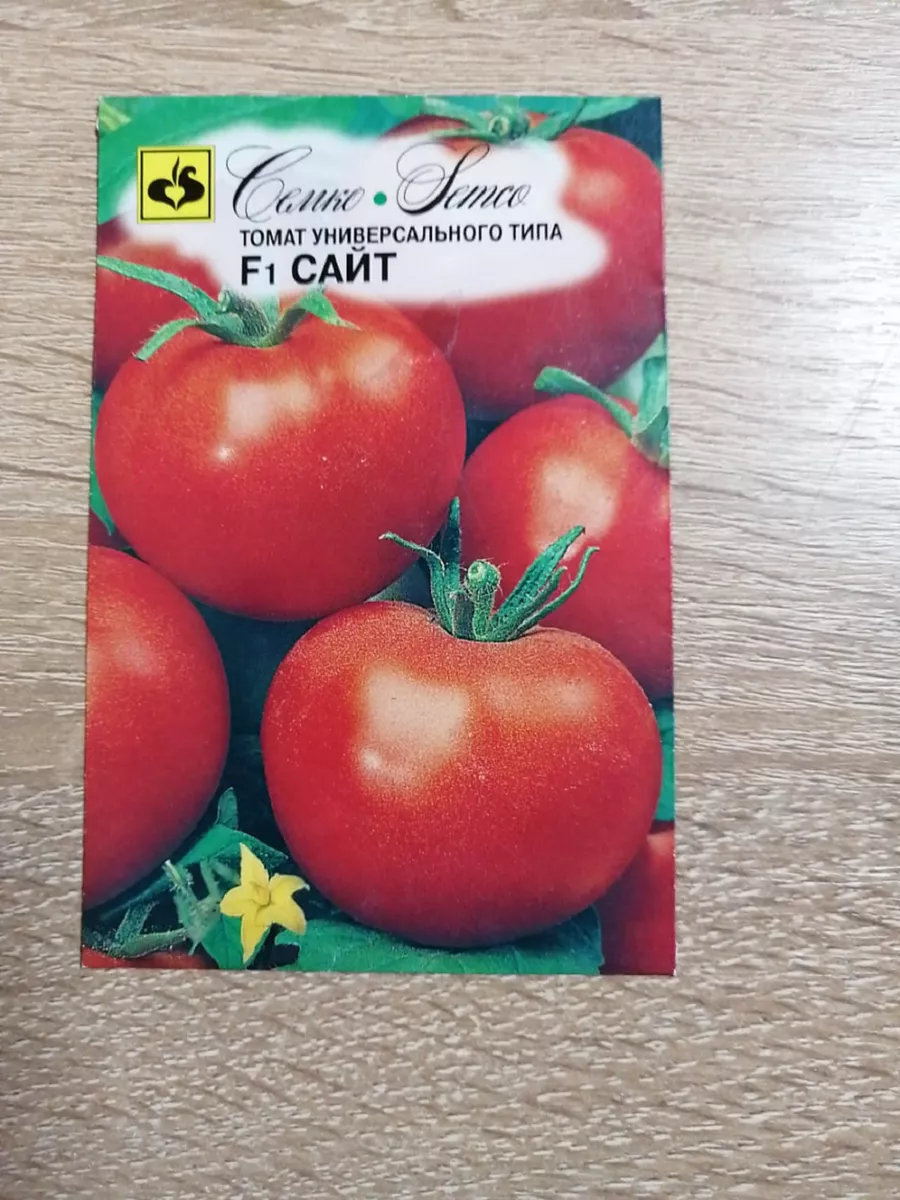 Семко • Semco
ТОМАТ УНИВЕРСАЛЬНОГО ТИПА
F1 САЙТ